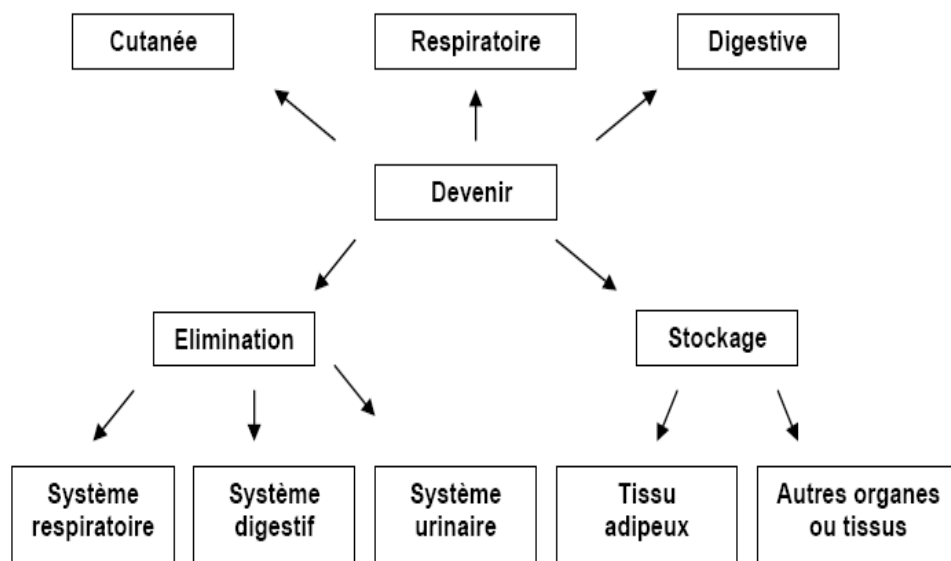 Cutanée
Respiratoire
Digestive
Devenir
Elimination
Stockage
Système
respiratoire
Système
digestif
Système
urinaire
Tissu
adipeux
Autres organes
ou tissus